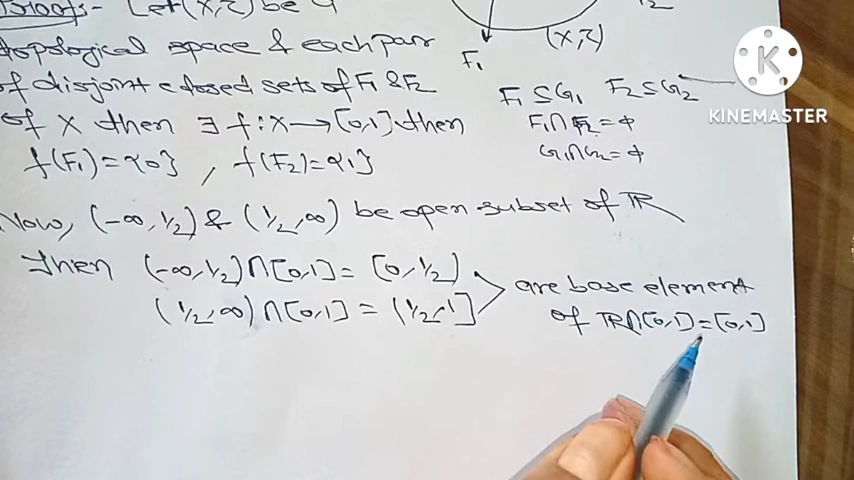 Proof:- Let (X,τ) be a
topological space & each pair
of disjoint closed sets of F₁ & F₂
of X then ∃ f:X→[0,1] then
f(F₁)={0} , f(F₂)={1}
F₁
(X,τ)
F₁⊆G₁ F₂⊆G₂
F₁∩F₂=φ
G₁∩G₂=φ
KINEMASTER
Now, (-∞,1/2) & (1/2,∞) be open subset of ℝ
Then (-∞,1/2)∩[0,1] = [0,1/2)
(1/2,∞)∩[0,1] = (1/2,1]
are base element
of ℝ∩[0,1]=[0,1]